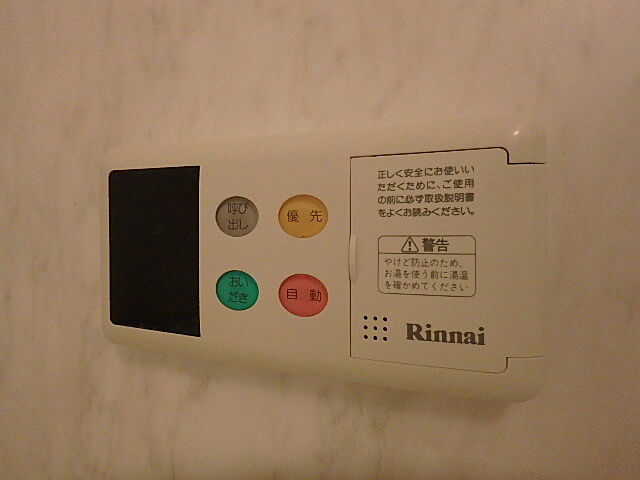 呼び
出し
優先
おい
だき
自動
正しく安全にお使いい
ただくために、ご使用
の前に必ず取扱説明書
をよくお読みください。
警告
やけど防止のため、
お湯を使う前に湯温
を確かめてください
Rinnai